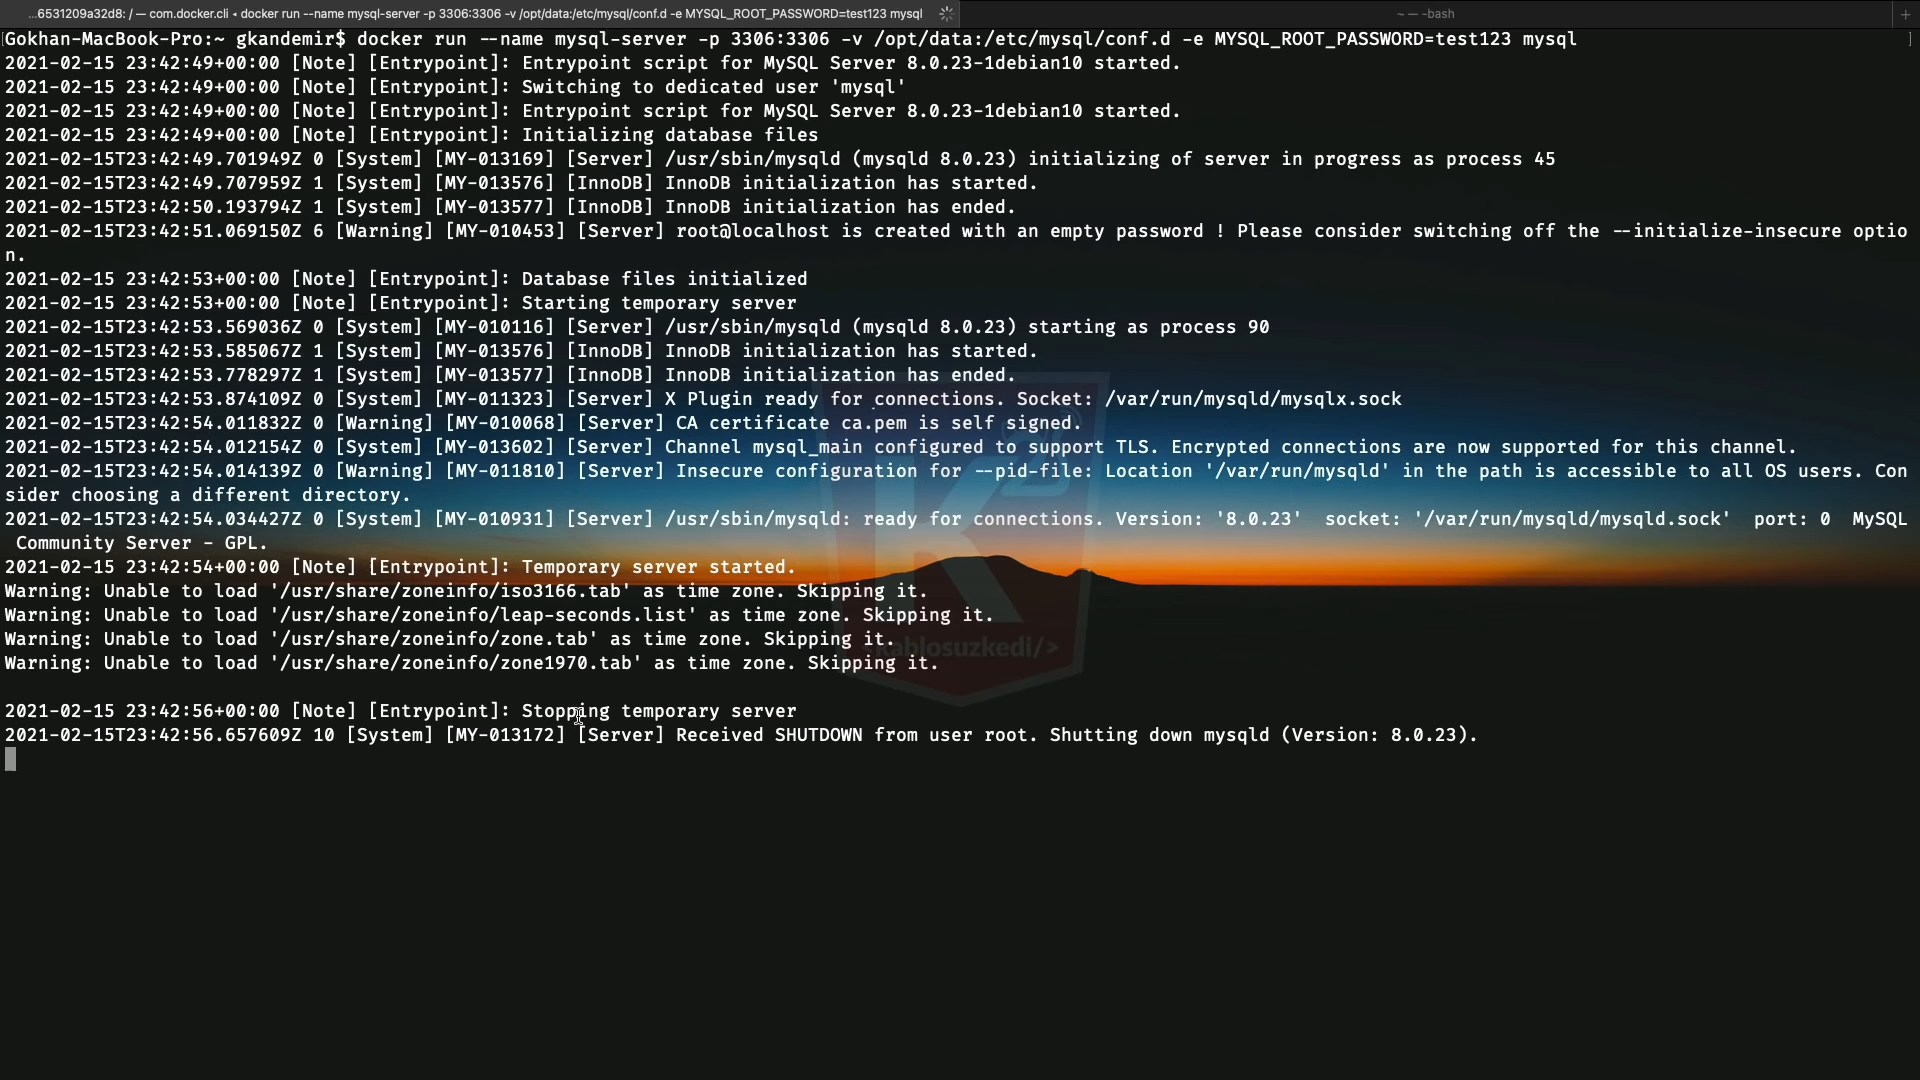 ...6531209a32d8: / — com.docker.cli ◂ docker run --name mysql-server -p 3306:3306 -v /opt/data:/etc/mysql/conf.d -e MYSQL_ROOT_PASSWORD=test123 mysql
~ — -bash
+
[Gokhan-MacBook-Pro:~ gkandemir$ docker run --name mysql-server -p 3306:3306 -v /opt/data:/etc/mysql/conf.d -e MYSQL_ROOT_PASSWORD=test123 mysql ]
2021-02-15 23:42:49+00:00 [Note] [Entrypoint]: Entrypoint script for MySQL Server 8.0.23-1debian10 started.
2021-02-15 23:42:49+00:00 [Note] [Entrypoint]: Switching to dedicated user 'mysql'
2021-02-15 23:42:49+00:00 [Note] [Entrypoint]: Entrypoint script for MySQL Server 8.0.23-1debian10 started.
2021-02-15 23:42:49+00:00 [Note] [Entrypoint]: Initializing database files
2021-02-15T23:42:49.701949Z 0 [System] [MY-013169] [Server] /usr/sbin/mysqld (mysqld 8.0.23) initializing of server in progress as process 45
2021-02-15T23:42:49.707959Z 1 [System] [MY-013576] [InnoDB] InnoDB initialization has started.
2021-02-15T23:42:50.193794Z 1 [System] [MY-013577] [InnoDB] InnoDB initialization has ended.
2021-02-15T23:42:51.069150Z 6 [Warning] [MY-010453] [Server] root@localhost is created with an empty password ! Please consider switching off the --initialize-insecure optio
n.
2021-02-15 23:42:53+00:00 [Note] [Entrypoint]: Database files initialized
2021-02-15 23:42:53+00:00 [Note] [Entrypoint]: Starting temporary server
2021-02-15T23:42:53.569036Z 0 [System] [MY-010116] [Server] /usr/sbin/mysqld (mysqld 8.0.23) starting as process 90
2021-02-15T23:42:53.585067Z 1 [System] [MY-013576] [InnoDB] InnoDB initialization has started.
2021-02-15T23:42:53.778297Z 1 [System] [MY-013577] [InnoDB] InnoDB initialization has ended.
2021-02-15T23:42:53.874109Z 0 [System] [MY-011323] [Server] X Plugin ready for connections. Socket: /var/run/mysqld/mysqlx.sock
2021-02-15T23:42:54.011832Z 0 [Warning] [MY-010068] [Server] CA certificate ca.pem is self signed.
2021-02-15T23:42:54.012154Z 0 [System] [MY-013602] [Server] Channel mysql_main configured to support TLS. Encrypted connections are now supported for this channel.
2021-02-15T23:42:54.014139Z 0 [Warning] [MY-011810] [Server] Insecure configuration for --pid-file: Location '/var/run/mysqld' in the path is accessible to all OS users. Con
sider choosing a different directory.
2021-02-15T23:42:54.034427Z 0 [System] [MY-010931] [Server] /usr/sbin/mysqld: ready for connections. Version: '8.0.23'  socket: '/var/run/mysqld/mysqld.sock'  port: 0  MySQL
 Community Server - GPL.
2021-02-15 23:42:54+00:00 [Note] [Entrypoint]: Temporary server started.
Warning: Unable to load '/usr/share/zoneinfo/iso3166.tab' as time zone. Skipping it.
Warning: Unable to load '/usr/share/zoneinfo/leap-seconds.list' as time zone. Skipping it.
Warning: Unable to load '/usr/share/zoneinfo/zone.tab' as time zone. Skipping it.
<kablosuzkedi/>
Warning: Unable to load '/usr/share/zoneinfo/zone1970.tab' as time zone. Skipping it.
2021-02-15 23:42:56+00:00 [Note] [Entrypoint]: Stopping temporary server
2021-02-15T23:42:56.657609Z 10 [System] [MY-013172] [Server] Received SHUTDOWN from user root. Shutting down mysqld (Version: 8.0.23).